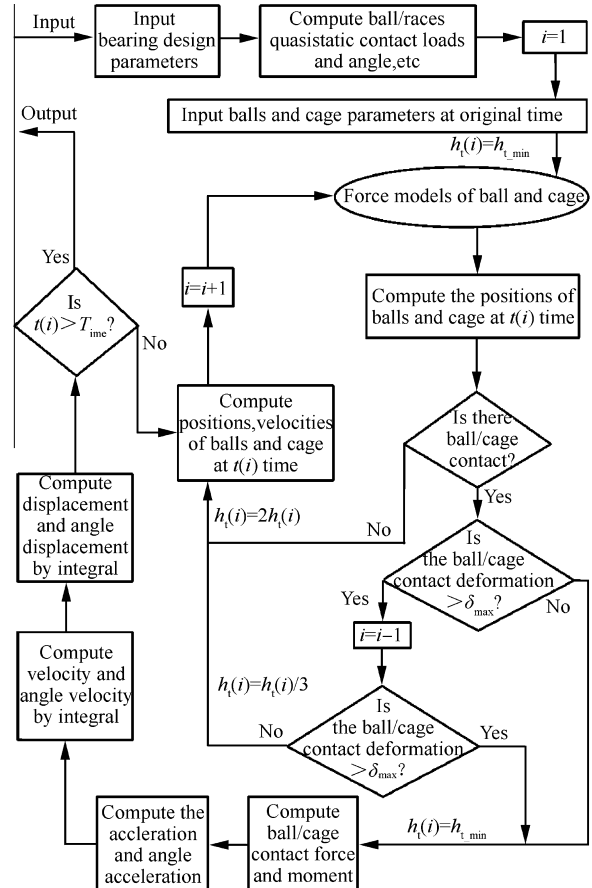 Input
Input
bearing design
parameters
Compute ball/races
quasistatic contact loads
and angle,etc
i=1
Input balls and cage parameters at original time
hₜ(i)=hₜ_min
Output
Force models of ball and cage
Yes
Is
t(i)>Tᵢₘₑ?
No
i=i+1
Compute the positions of
balls and cage at t(i) time
Compute
positions,velocities
of balls and cage
at t(i) time
Is there
ball/cage
contact?
Yes
No
hₜ(i)=2hₜ(i)
Compute
displacement
and angle
displacement
by integral
Is
the ball/cage
contact deformation
>δₘₐₓ?
Yes
No
i=i−1
Compute
velocity and
angle velocity
by integral
hₜ(i)=hₜ(i)/3
Is
the ball/cage
contact deformation
>δₘₐₓ?
No
Yes
hₜ(i)=hₜ_min
Compute the
accleration
and angle
acceleration
Compute
ball/cage
contact force
and moment